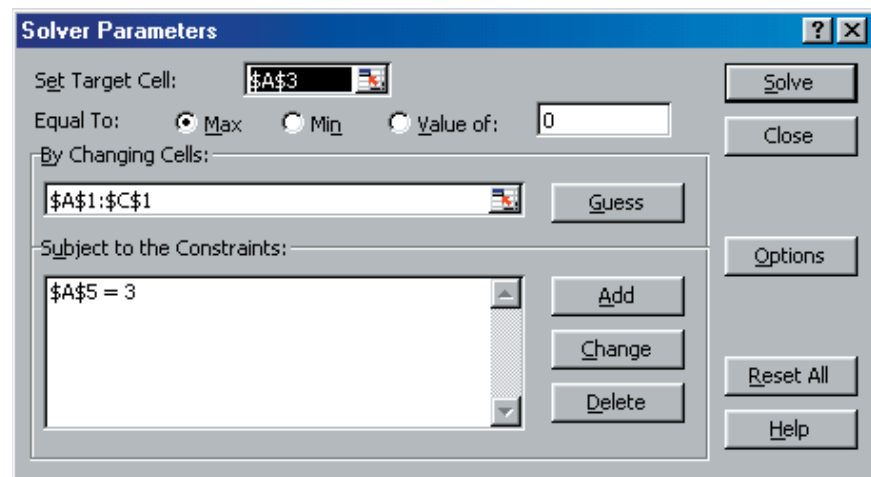 Solver Parameters ? ×
Set Target Cell: $A$3 Solve
Equal To: Max Min Value of: 0 Close
By Changing Cells:
$A$1:$C$1 Guess
Subject to the Constraints: Options
$A$5 = 3 Add
Change
Reset All
Delete
Help